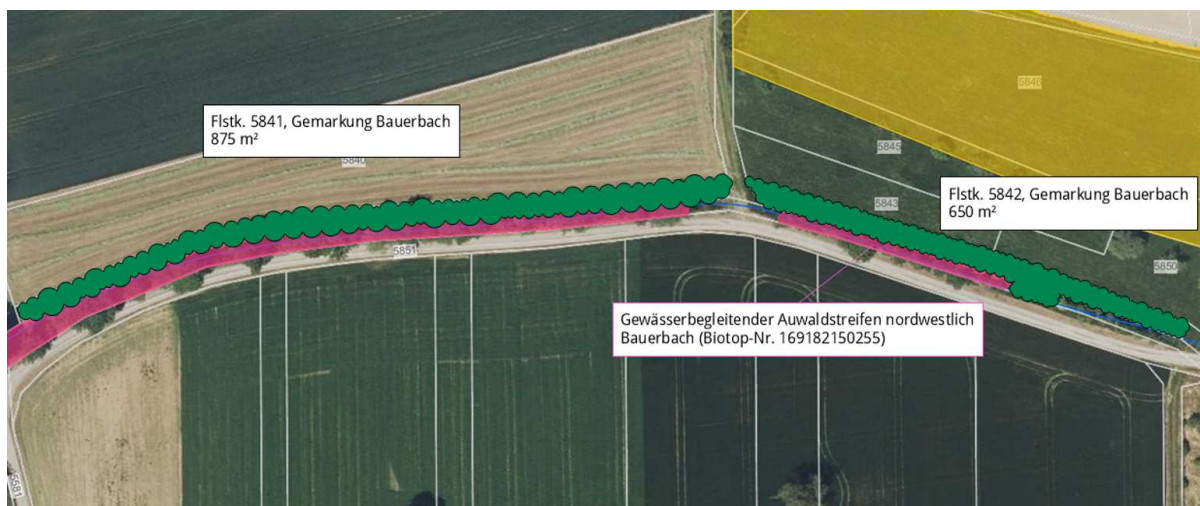 5846
Flstk. 5841, Gemarkung Bauerbach
875 m²
5845
5840
Flstk. 5842, Gemarkung Bauerbach
650 m²
5843
5851
5850
Gewässerbegleitender Auwaldstreifen nordwestlich
Bauerbach (Biotop-Nr. 169182150255)
5581